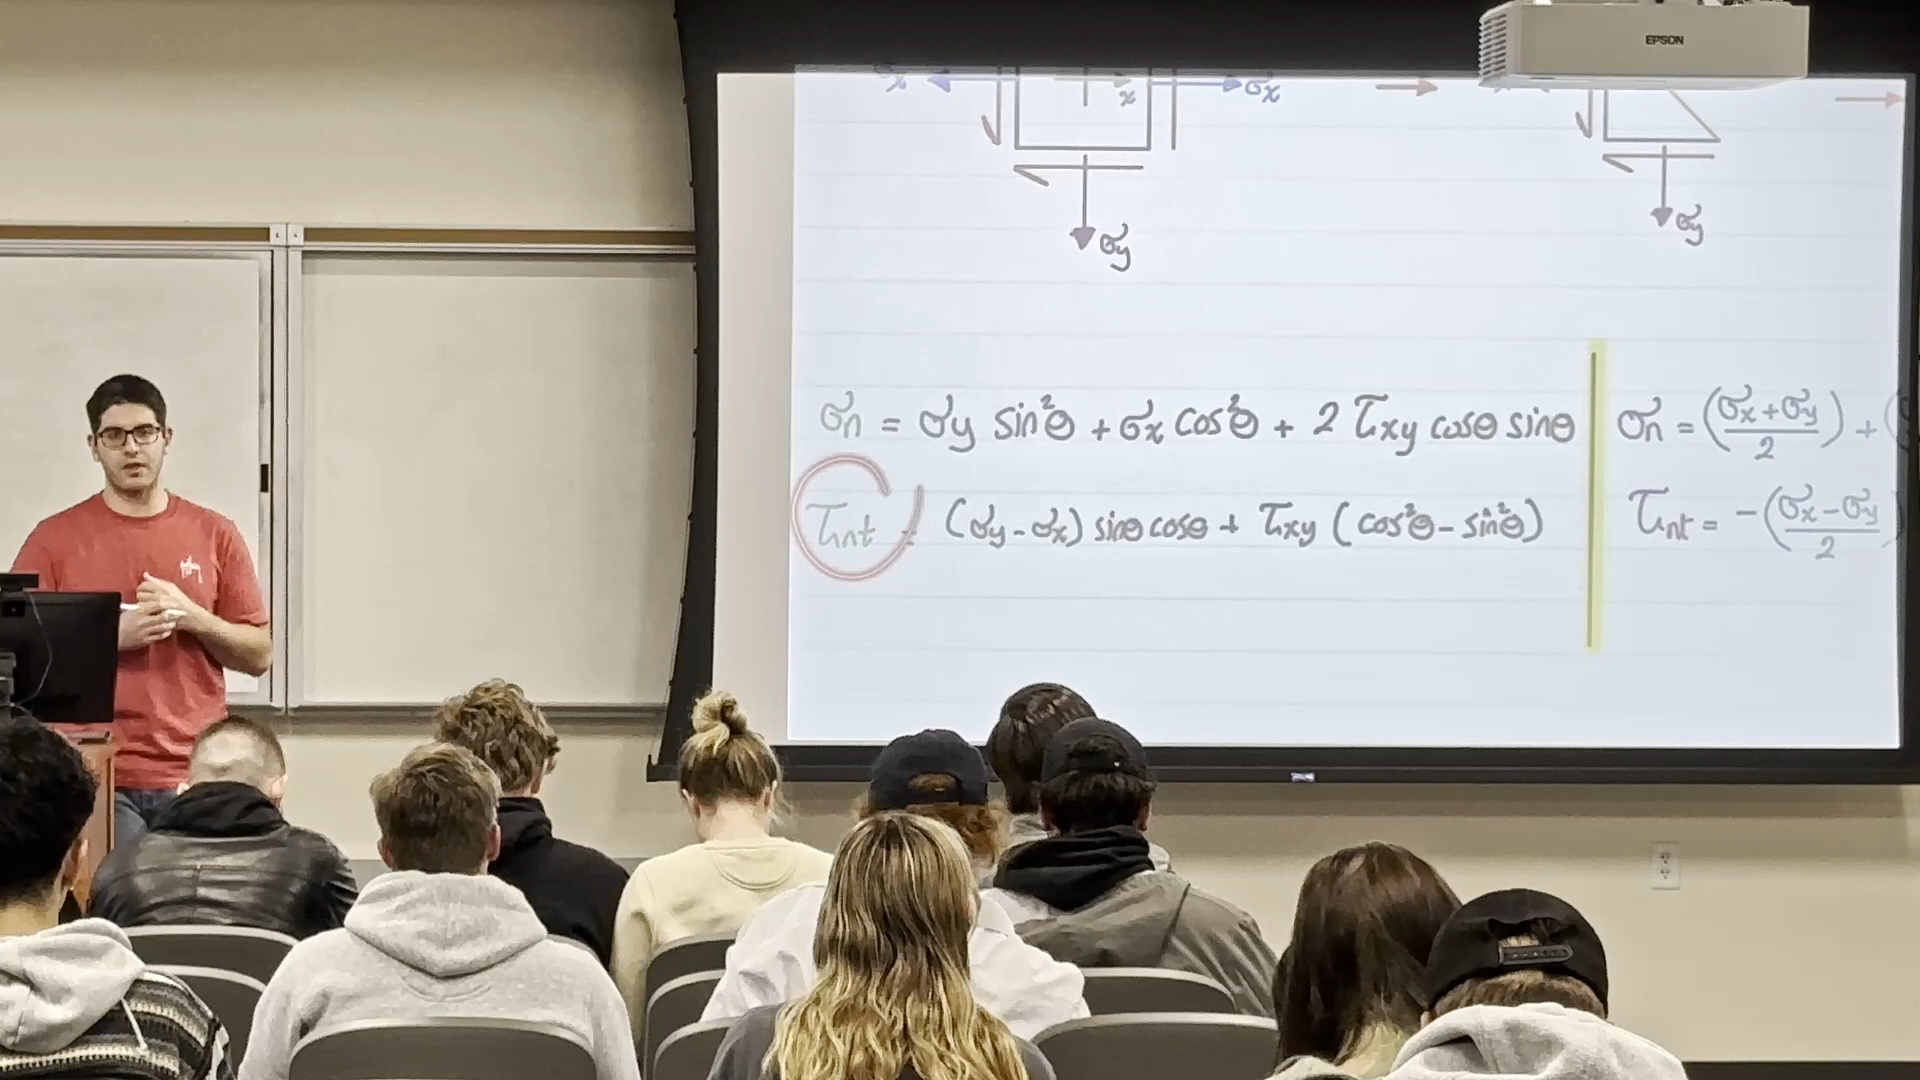 EPSON
σx σx
x
σy
σy
σn = σy sin²θ + σx cos²θ + 2 τxy cosθ sinθ
τnt = (σy - σx) sinθ cosθ + τxy (cos²θ - sin²θ)
σn = (σx + σy / 2) + (
τnt = - (σx - σy / 2)